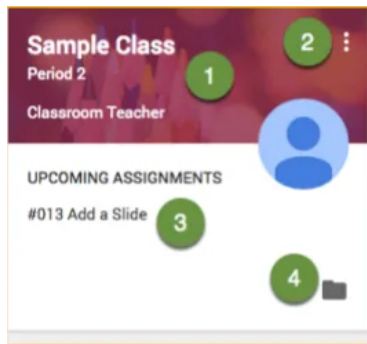 Sample Class
2
Period 2
1
Classroom Teacher
UPCOMING ASSIGNMENTS
#013 Add a Slide
3
4